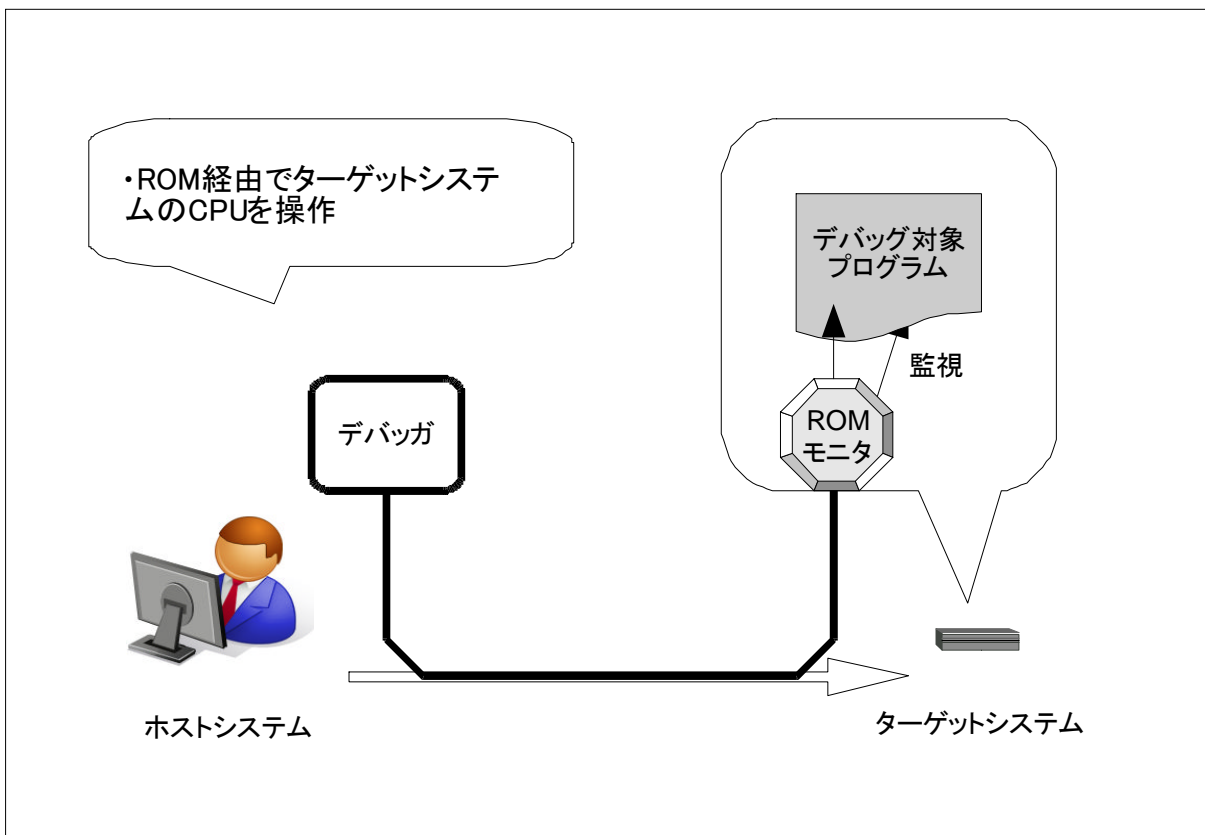 ・ROM経由でターゲットシステ
ムのCPUを操作
デバッグ対象
プログラム
監視
デバッガ
ROM
モニタ
ホストシステム
ターゲットシステム